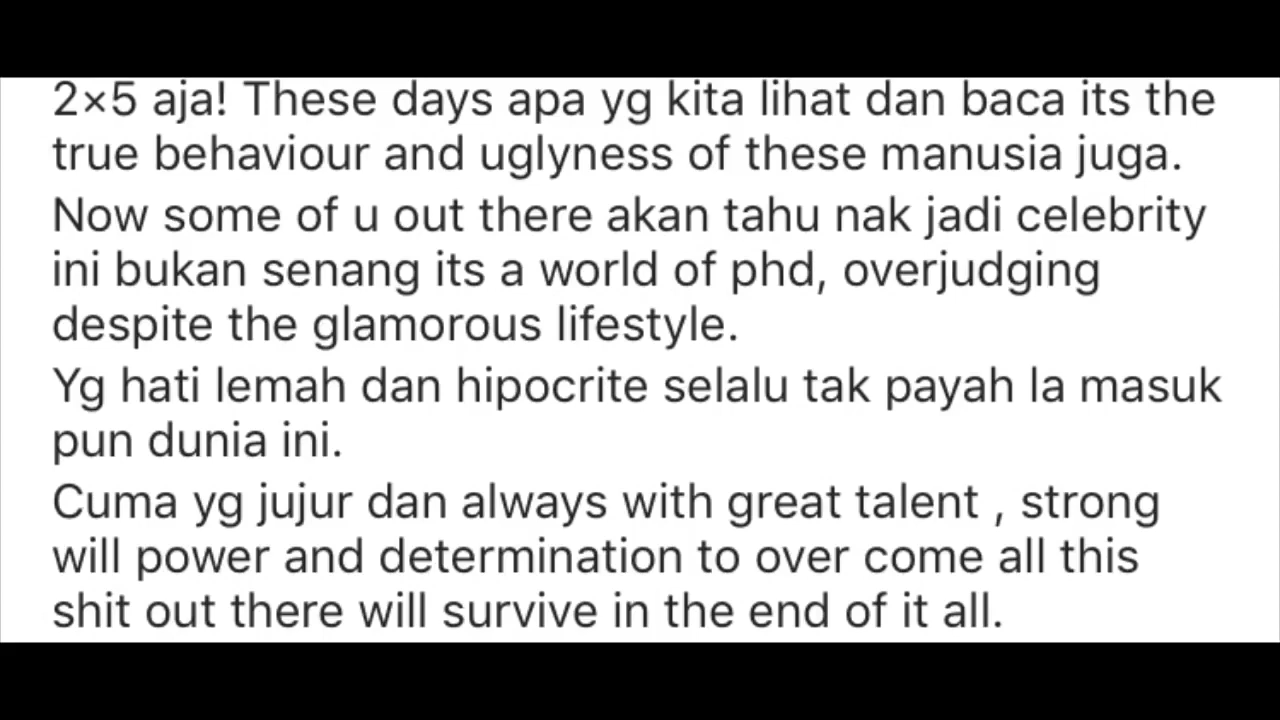 2×5 aja! These days apa yg kita lihat dan baca its the
true behaviour and uglyness of these manusia juga.
Now some of u out there akan tahu nak jadi celebrity
ini bukan senang its a world of phd, overjudging
despite the glamorous lifestyle.
Yg hati lemah dan hipocrite selalu tak payah la masuk
pun dunia ini.
Cuma yg jujur dan always with great talent , strong
will power and determination to over come all this
shit out there will survive in the end of it all.